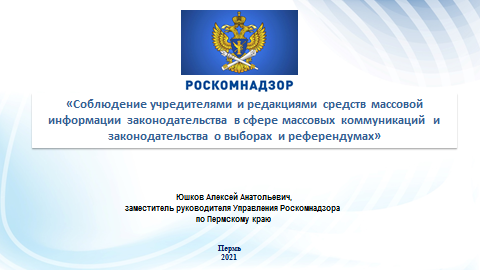 РОСКОМНАДЗОР
«Соблюдение учредителями и редакциями средств массовой
информации законодательства в сфере массовых коммуникаций и
законодательства о выборах и референдумах»
Юшков Алексей Анатольевич,
заместитель руководителя Управления Роскомнадзора
по Пермскому краю
Пермь
2021